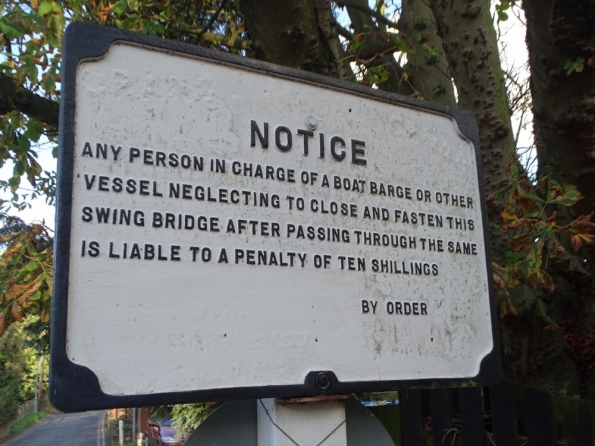 NOTICE
ANY PERSON IN CHARGE OF A BOAT BARGE OR OTHER
VESSEL NEGLECTING TO CLOSE AND FASTEN THIS
SWING BRIDGE AFTER PASSING THROUGH THE SAME
IS LIABLE TO A PENALTY OF TEN SHILLINGS
BY ORDER